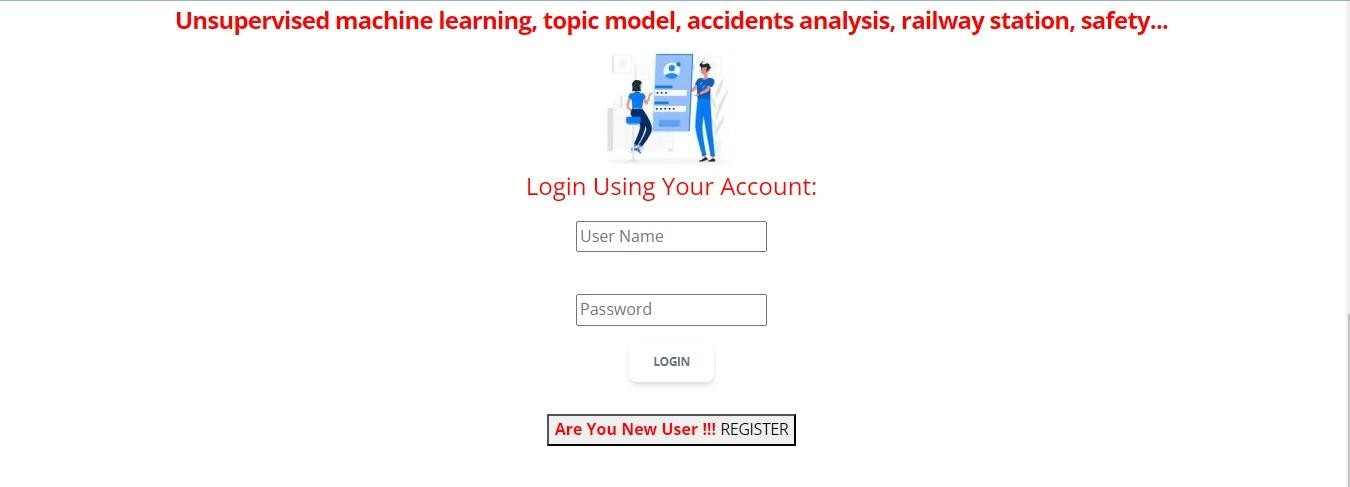 Unsupervised machine learning, topic model, accidents analysis, railway station, safety...
Login Using Your Account:
User Name
Password
LOGIN
Are You New User !!! REGISTER